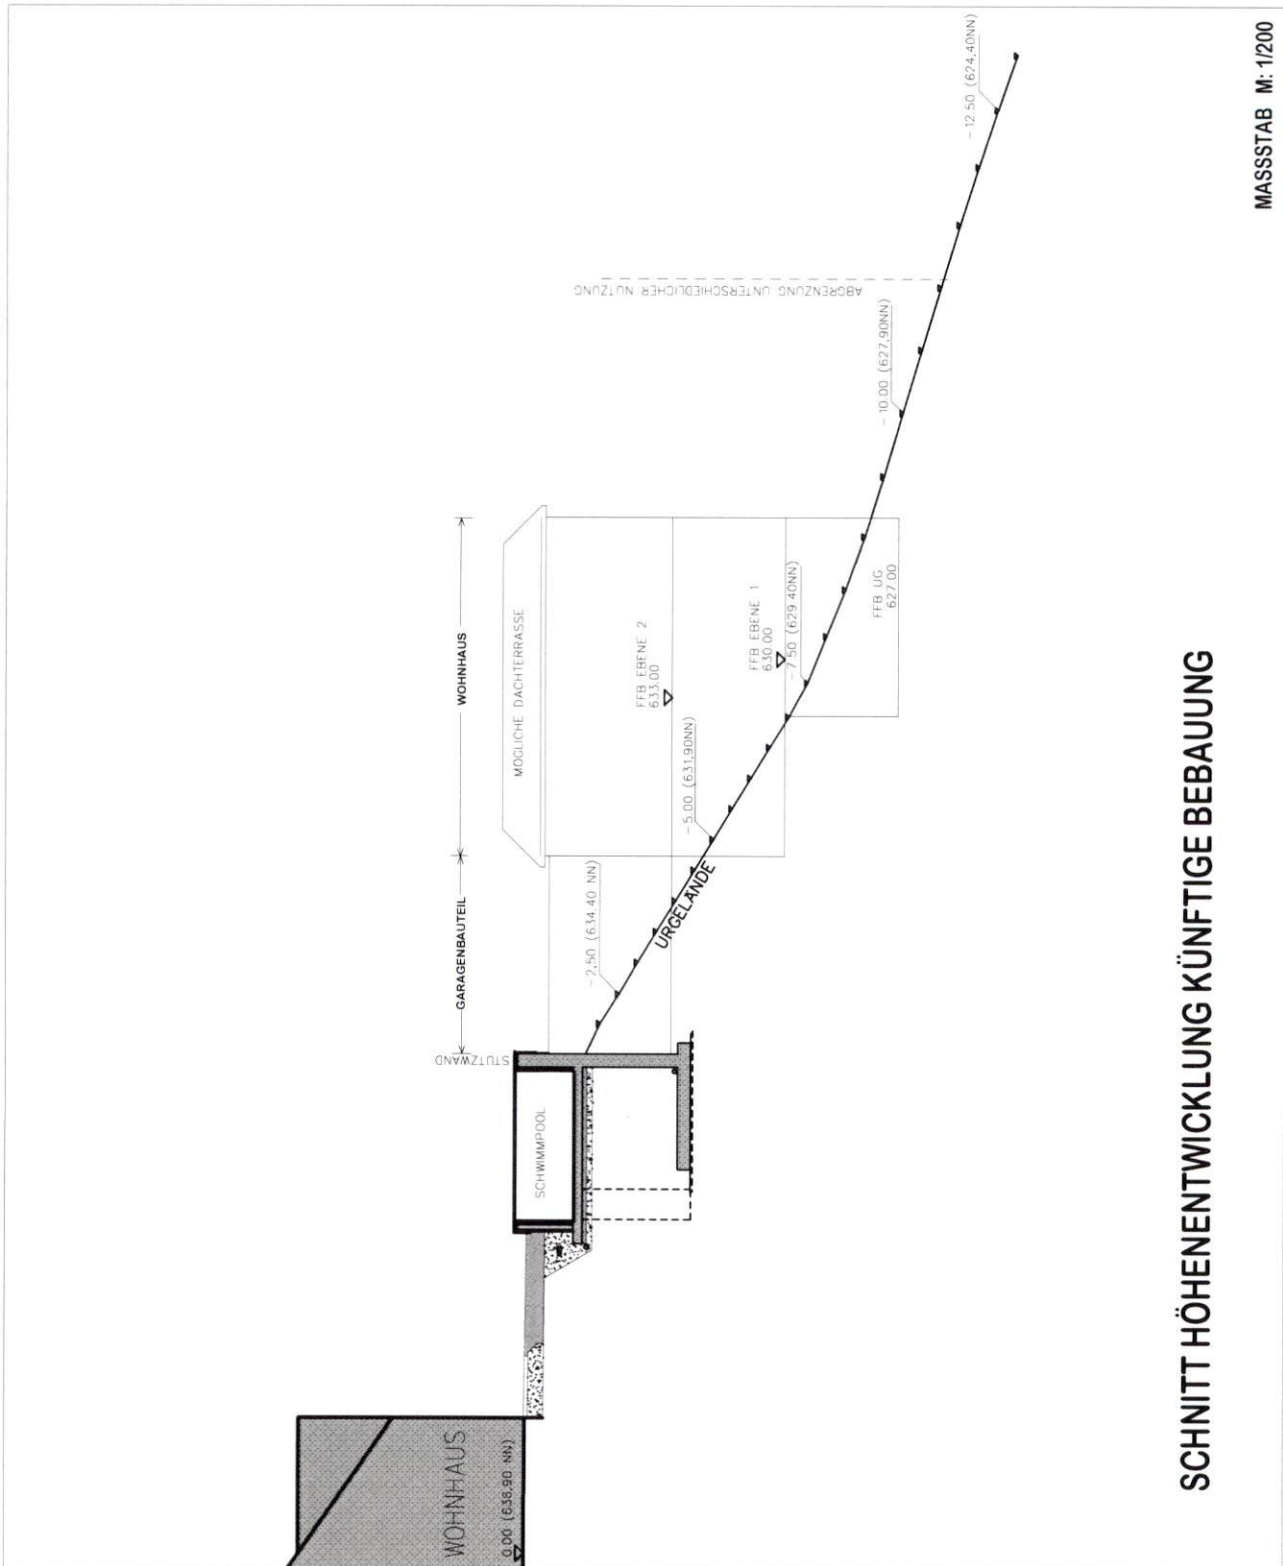 SCHNITT HÖHENENTWICKLUNG KÜNFTIGE BEBAUUNG
MASSSTAB M: 1/200
WOHNHAUS
0.00 (636,90 NN)
SCHWIMMPOOL
STÜTZWAND
GARAGENBAUTEIL
WOHNHAUS
MÖGLICHE DACHTERRASSE
-2,50 (634.40 NN)
URGELÄNDE
FFB EBENE 2
633.00
-5.00 (631,90NN)
FFB EBENE 1
630.00
-7.50 (629.40NN)
FFB UG
627.00
-10.00 (627,90NN)
ABGRENZUNG UNTERSCHIEDLICHER NUTZUNG
-12.50 (624,40NN)